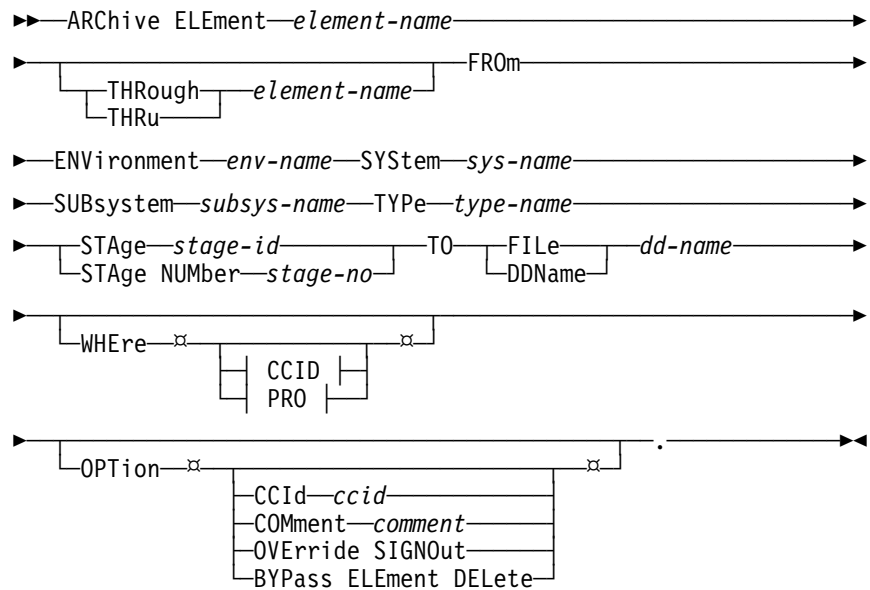 ARChive ELEment element-name
FROm
THRough element-name
THRu
ENVironment env-name SYStem sys-name
SUBsystem subsys-name TYPe type-name
STAge stage-id TO FILe dd-name
STAge NUMber stage-no DDName
WHEre ¤ ¤
CCID
PRO
.
OPTion ¤ ¤
CCId ccid
COMment comment
OVErride SIGNOut
BYPass ELEment DELete